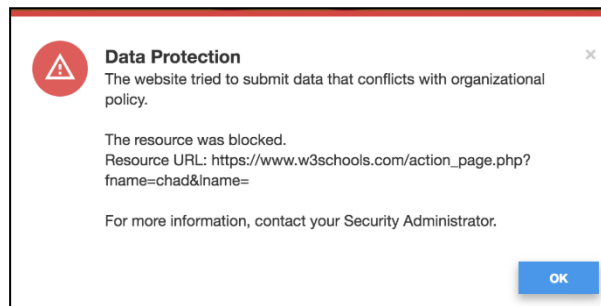 Data Protection
The website tried to submit data that conflicts with organizational
policy.
The resource was blocked.
Resource URL: https://www.w3schools.com/action_page.php?
fname=chad&lname=
For more information, contact your Security Administrator.
OK